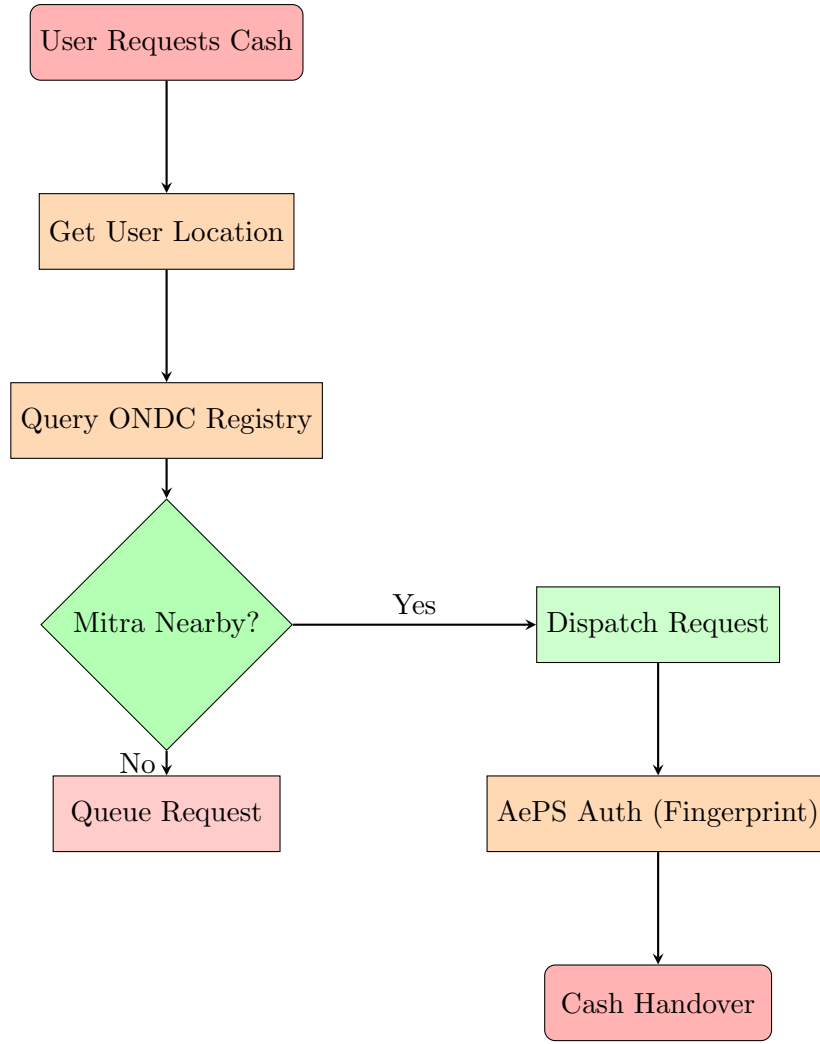 User Requests Cash
Get User Location
Query ONDC Registry
Mitra Nearby?
Yes
Dispatch Request
No
Queue Request
AePS Auth (Fingerprint)
Cash Handover